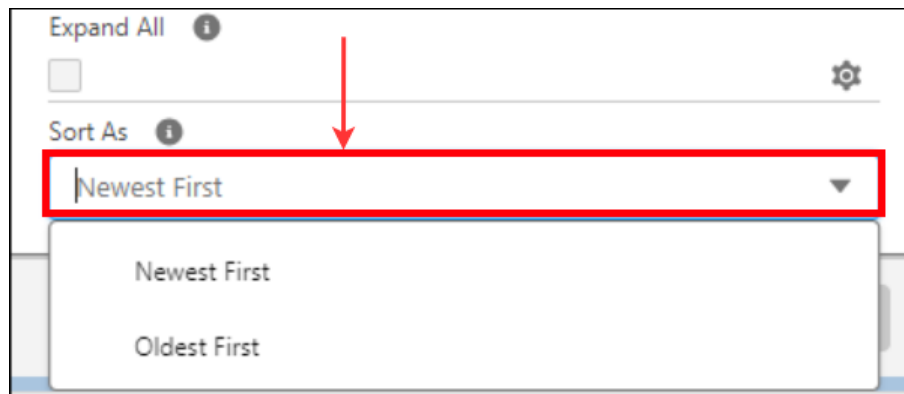 Expand All
Sort As
Newest First
Newest First
Oldest First